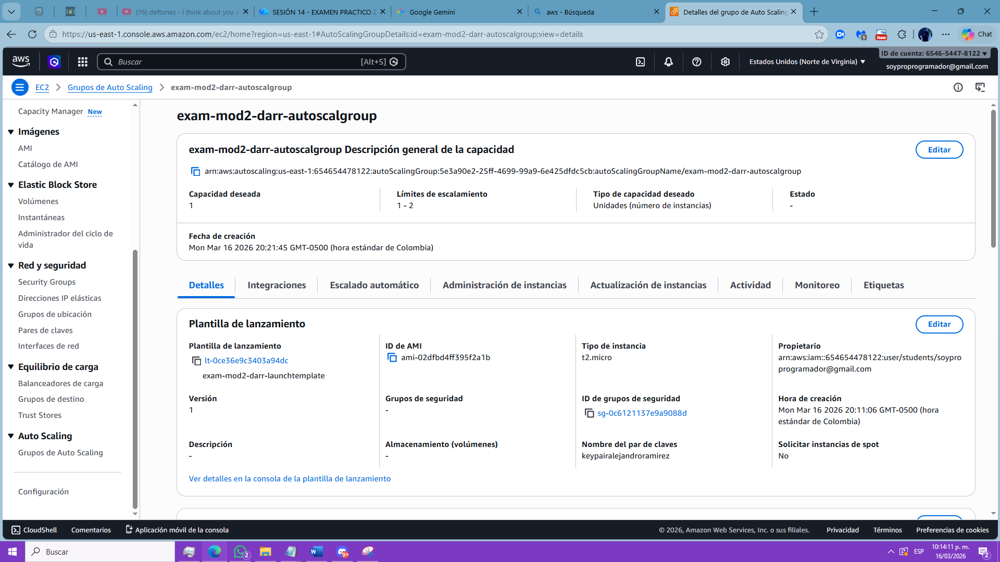 (76) deftones - i think about you a
SESIÓN 14 - EXAMEN PRACTICO 2
Google Gemini
aws - Búsqueda
Detalles del grupo de Auto Scaling
https://us-east-1.console.aws.amazon.com/ec2/home?region=us-east-1#AutoScalingGroupDetails:id=exam-mod2-darr-autoscalgroup;view=details
1
New
Chat
aws
Buscar
[Alt+S]
Estados Unidos (Norte de Virginia)
ID de cuenta: 6546-5447-8122
soyproprogramador@gmail.com
EC2
Grupos de Auto Scaling
exam-mod2-darr-autoscalgroup
Capacity Manager New
Imágenes
AMI
Catálogo de AMI
Elastic Block Store
Volúmenes
Instantáneas
Administrador del ciclo de
vida
Red y seguridad
Security Groups
Direcciones IP elásticas
Grupos de ubicación
Pares de claves
Interfaces de red
Equilibrio de carga
Balanceadores de carga
Grupos de destino
Trust Stores
Auto Scaling
Grupos de Auto Scaling
Configuración
exam-mod2-darr-autoscalgroup
exam-mod2-darr-autoscalgroup Descripción general de la capacidad
Editar
arn:aws:autoscaling:us-east-1:654654478122:autoScalingGroup:5e3a90e2-25ff-4699-99a9-6e425dfdc5cb:autoScalingGroupName/exam-mod2-darr-autoscalgroup
Capacidad deseada
1
Límites de escalamiento
1 - 2
Tipo de capacidad deseado
Unidades (número de instancias)
Estado
-
Fecha de creación
Mon Mar 16 2026 20:21:45 GMT-0500 (hora estándar de Colombia)
Detalles
Integraciones
Escalado automático
Administración de instancias
Actualización de instancias
Actividad
Monitoreo
Etiquetas
Plantilla de lanzamiento
Editar
Plantilla de lanzamiento
lt-0ce36e9c3403a94dc
exam-mod2-darr-launchtemplate
ID de AMI
ami-02dfbd4ff395f2a1b
Tipo de instancia
t2.micro
Propietario
arn:aws:iam::654654478122:user/students/soypro
programador@gmail.com
Versión
1
Grupos de seguridad
-
ID de grupos de seguridad
sg-0c6121137e9a9088d
Hora de creación
Mon Mar 16 2026 20:11:06 GMT-0500 (hora
estándar de Colombia)
Descripción
-
Almacenamiento (volúmenes)
-
Nombre del par de claves
keypairalejandroramirez
Solicitar instancias de spot
No
Ver detalles en la consola de la plantilla de lanzamiento
CloudShell
Comentarios
Aplicación móvil de la consola
© 2026, Amazon Web Services, Inc. o sus filiales.
Privacidad
Términos
Preferencias de cookies
Buscar
2
9+
ESP
10:14:11 p. m.
16/03/2026
2